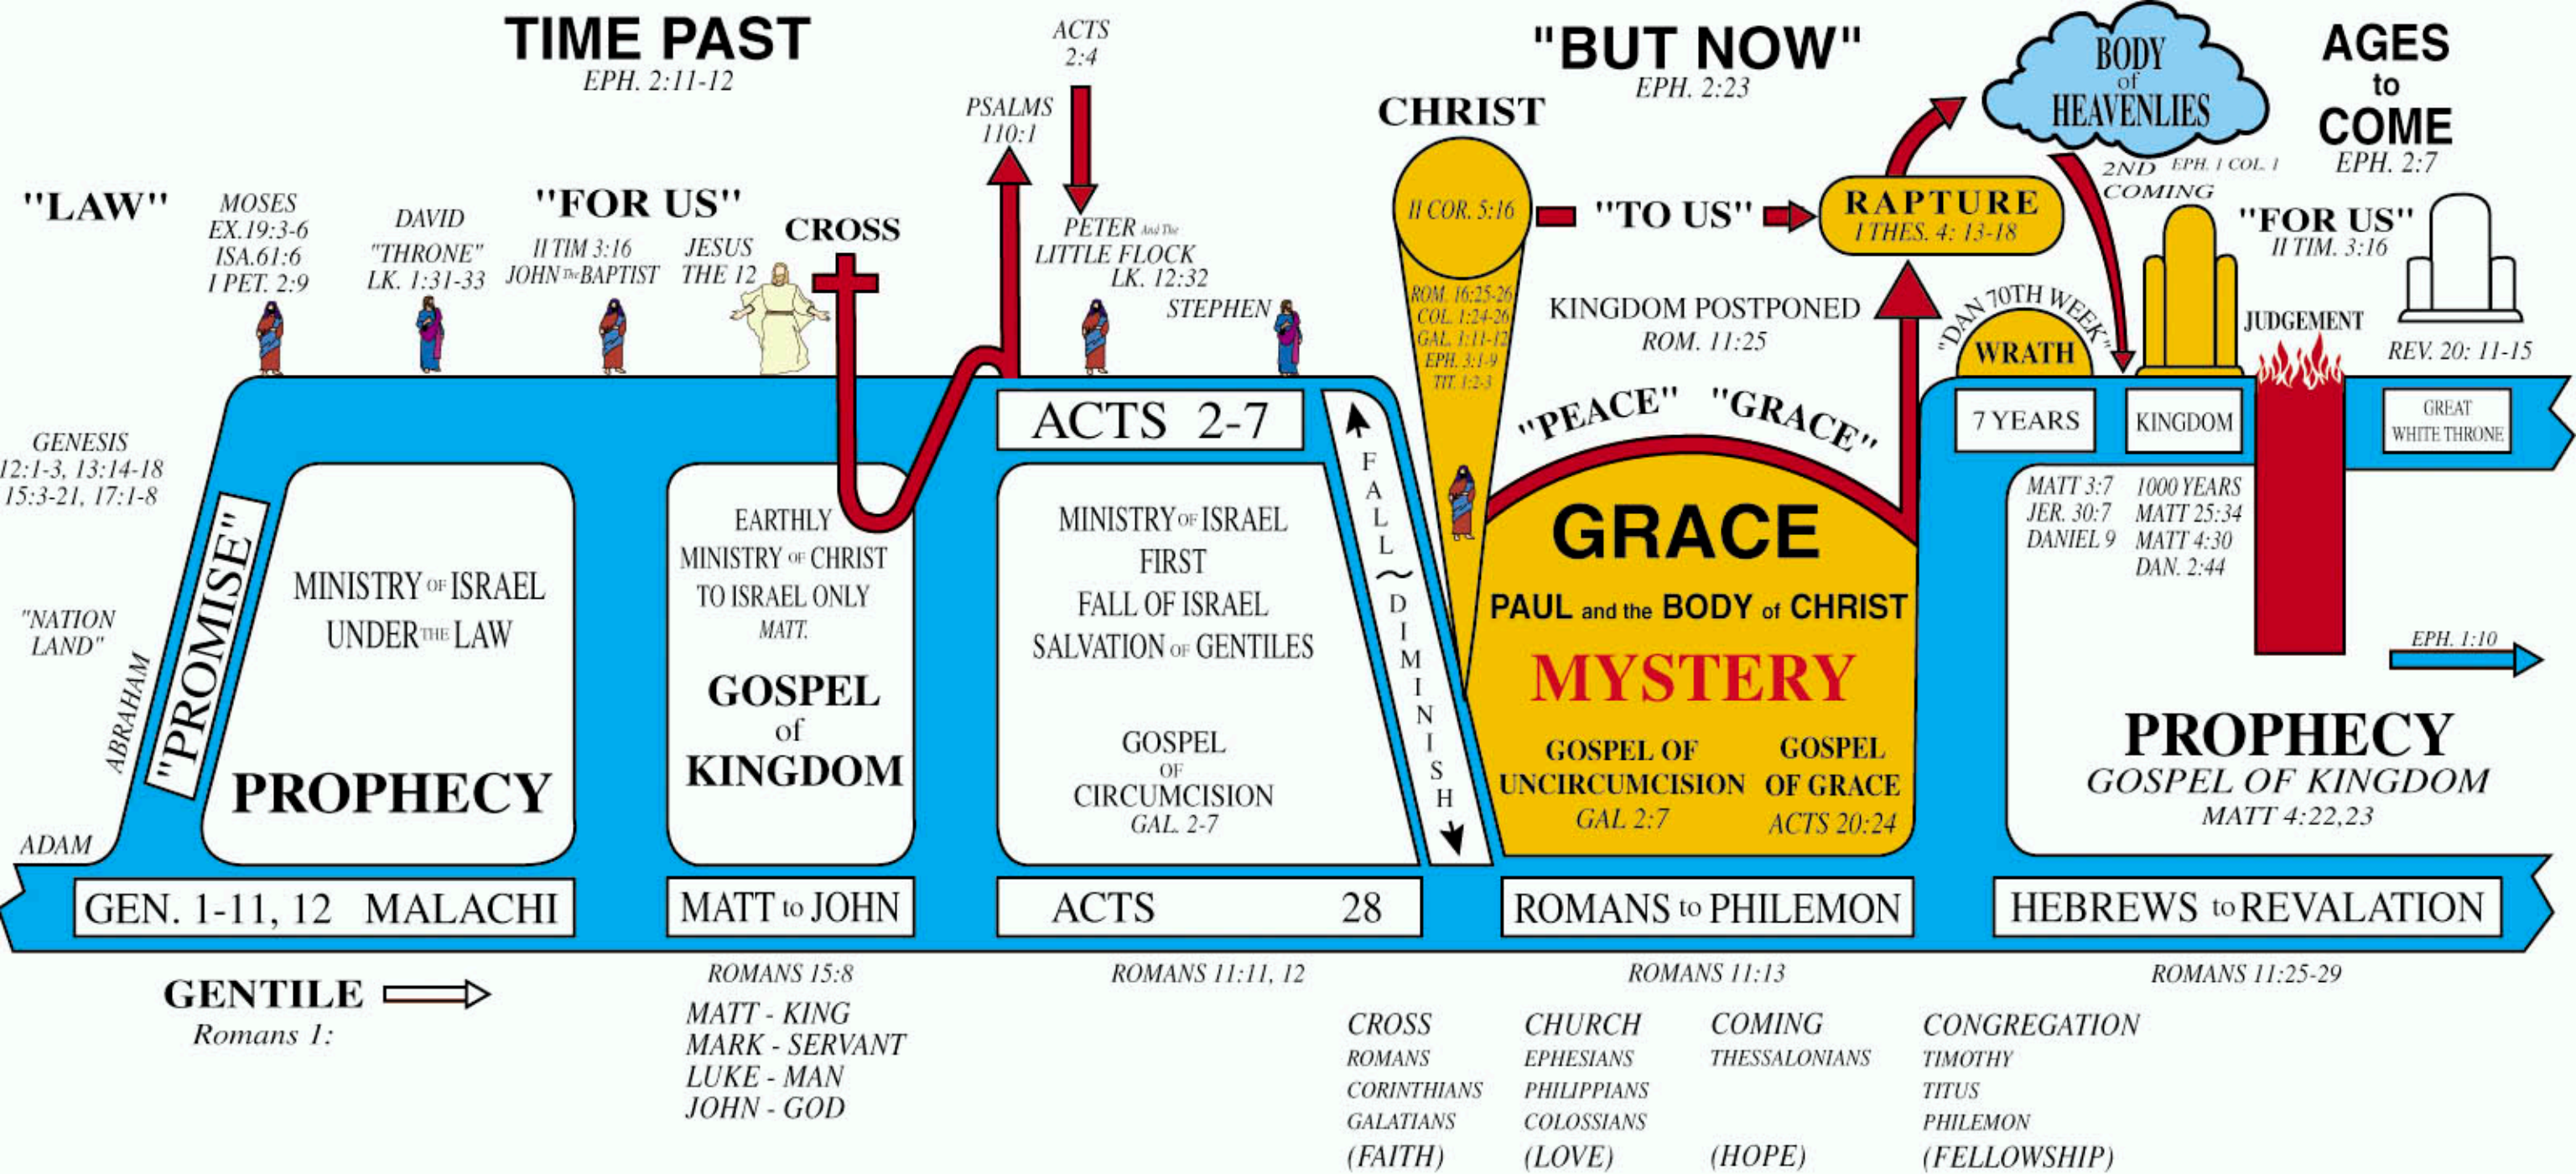 TIME PAST
EPH. 2:11-12
ACTS
2:4
PSALMS
110:1
"BUT NOW"
EPH. 2:23
BODY
of
HEAVENLIES
AGES
to
COME
EPH. 2:7
"LAW"
MOSES
EX.19:3-6
ISA.61:6
I PET. 2:9
DAVID
"THRONE"
LK. 1:31-33
"FOR US"
II TIM 3:16
JOHN The BAPTIST
JESUS
THE 12
CROSS
PETER And The
LITTLE FLOCK
LK. 12:32
STEPHEN
CHRIST
II COR. 5:16
ROM. 16:25-26
COL. 1:24-26
GAL. 1:11-12
EPH. 3:1-9
TIT. 1:2-3
"TO US"
RAPTURE
I THES. 4: 13-18
KINGDOM POSTPONED
ROM. 11:25
2ND
COMING
EPH. 1 COL. 1
"FOR US"
II TIM. 3:16
"DAN 70TH WEEK"
WRATH
JUDGEMENT
REV. 20: 11-15
"PEACE" "GRACE"
GENESIS
12:1-3, 13:14-18
15:3-21, 17:1-8
"NATION
LAND"
ABRAHAM
"PROMISE"
ADAM
MINISTRY OF ISRAEL
UNDER THE LAW
PROPHECY
EARTHLY
MINISTRY OF CHRIST
TO ISRAEL ONLY
MATT.
GOSPEL
of
KINGDOM
ACTS 2-7
MINISTRY OF ISRAEL
FIRST
FALL OF ISRAEL
SALVATION OF GENTILES
GOSPEL
OF
CIRCUMCISION
GAL. 2-7
FALL ~ DIMINISH
GRACE
PAUL and the BODY of CHRIST
MYSTERY
GOSPEL OF
UNCIRCUMCISION
GAL 2:7
GOSPEL
OF GRACE
ACTS 20:24
7 YEARS
KINGDOM
GREAT
WHITE THRONE
MATT 3:7
JER. 30:7
DANIEL 9
1000 YEARS
MATT 25:34
MATT 4:30
DAN. 2:44
EPH. 1:10
PROPHECY
GOSPEL OF KINGDOM
MATT 4:22,23
GEN. 1-11, 12 MALACHI
MATT to JOHN
ACTS 28
ROMANS to PHILEMON
HEBREWS to REVALATION
GENTILE
Romans 1:
ROMANS 15:8
MATT - KING
MARK - SERVANT
LUKE - MAN
JOHN - GOD
ROMANS 11:11, 12
ROMANS 11:13
ROMANS 11:25-29
CROSS
ROMANS
CORINTHIANS
GALATIANS
(FAITH)
CHURCH
EPHESIANS
PHILIPPIANS
COLOSSIANS
(LOVE)
COMING
THESSALONIANS
(HOPE)
CONGREGATION
TIMOTHY
TITUS
PHILEMON
(FELLOWSHIP)